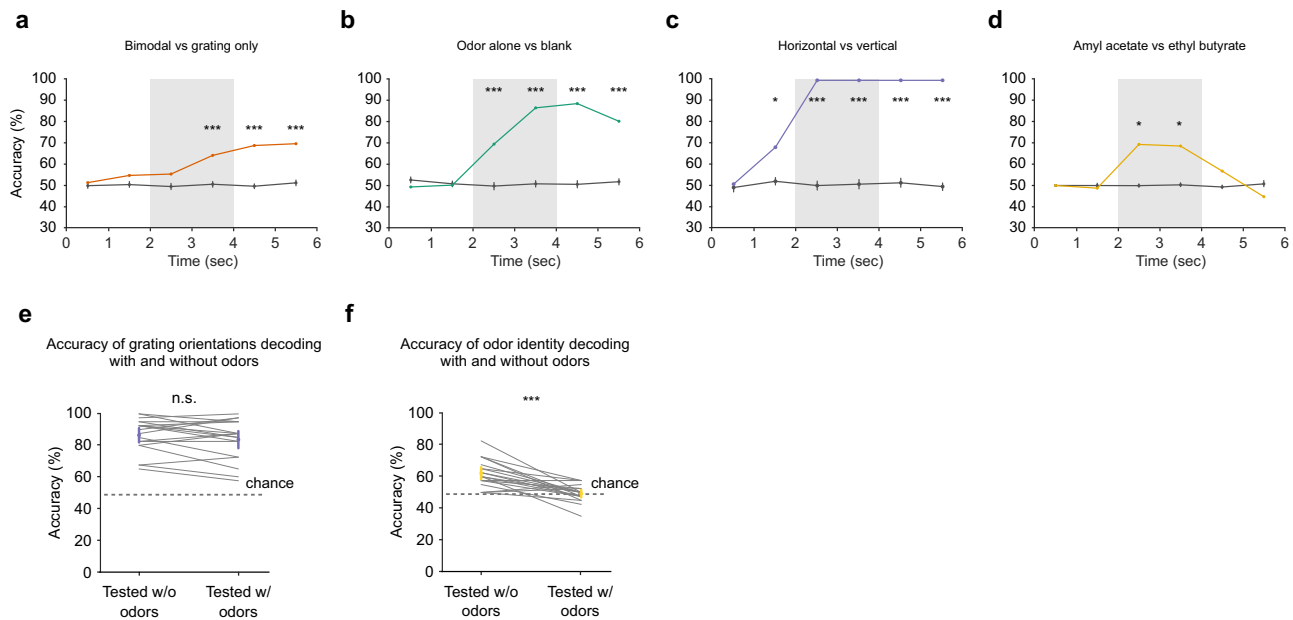 a
Bimodal vs grating only
100
90
80
70
60
50
40
30
Accuracy (%)
*** *** ***
0 1 2 3 4 5 6
Time (sec)
b
Odor alone vs blank
100
90
80
70
60
50
40
30
*** *** *** ***
0 1 2 3 4 5 6
Time (sec)
c
Horizontal vs vertical
100
90
80
70
60
50
40
30
* *** *** *** ***
0 1 2 3 4 5 6
Time (sec)
d
Amyl acetate vs ethyl butyrate
100
90
80
70
60
50
40
30
* *
0 1 2 3 4 5 6
Time (sec)
e
Accuracy of grating orientations decoding
with and without odors
n.s.
100
80
60
40
20
0
Accuracy (%)
chance
Tested w/o
odors
Tested w/
odors
f
Accuracy of odor identity decoding
with and without odors
***
100
80
60
40
20
0
Accuracy (%)
chance
Tested w/o
odors
Tested w/
odors